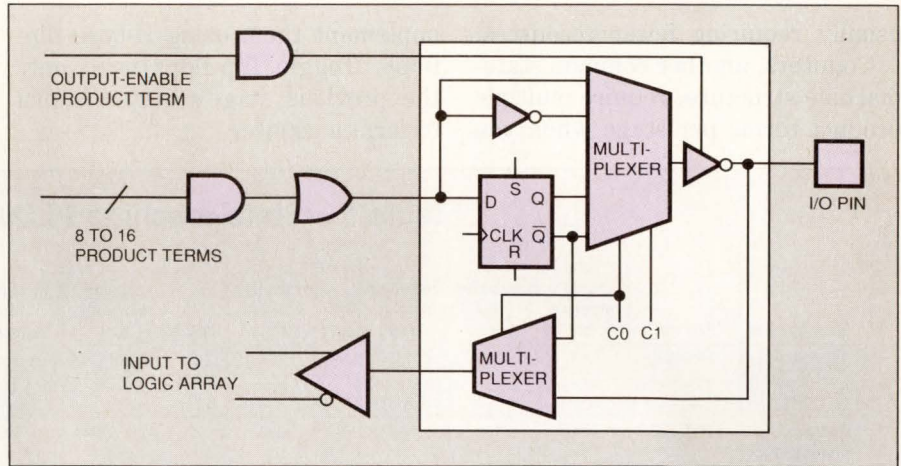 OUTPUT-ENABLE
PRODUCT TERM
8 TO 16
PRODUCT TERMS
S
D
Q
CLK
Q̅
R
MULTI-
PLEXER
I/O PIN
C0
C1
MULTI-
PLEXER
INPUT TO
LOGIC ARRAY